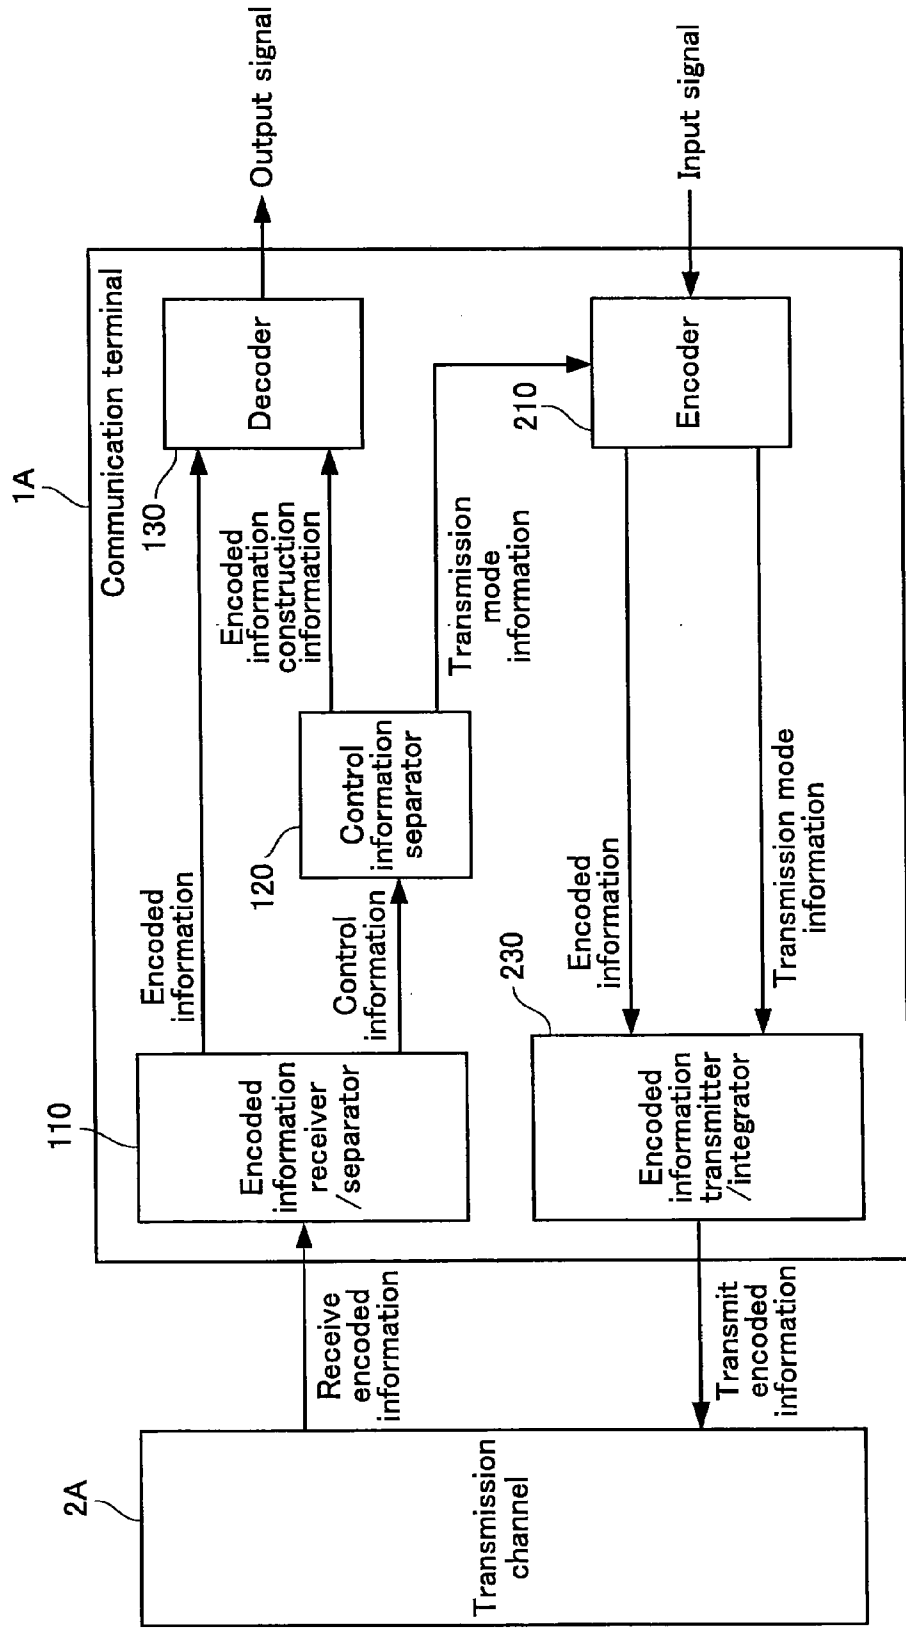 1A
Communication terminal
2A
Transmission
channel
Receive
encoded
information
110
Encoded
information
receiver
/separator
Encoded
information
Control
information
120
Control
information
separator
Encoded
information
construction
information
Transmission
mode
information
130
Decoder
Output signal
Input signal
210
Encoder
Encoded
information
Transmission mode
information
230
Encoded
information
transmitter
/integrator
Transmit
encoded
information